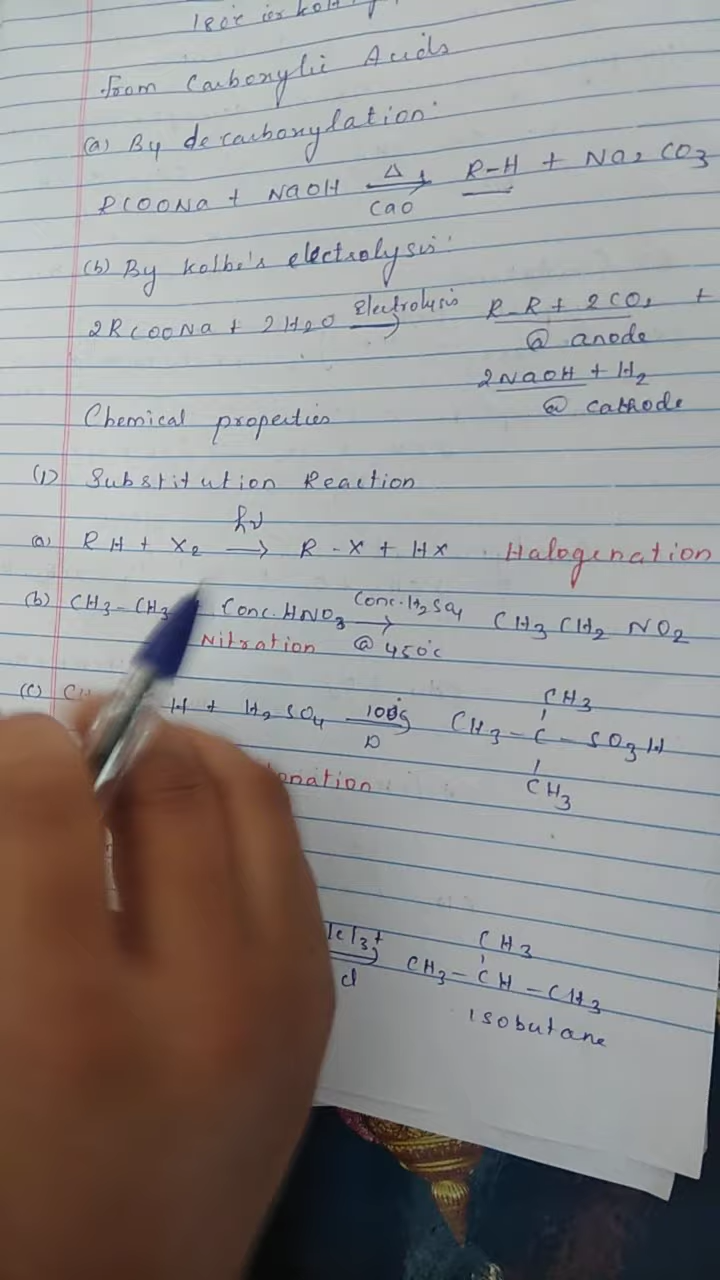 180°c
from Carboxylic Acids
(a) By decarboxylation:
RCOONa + NaOH Δ CaO → R-H + Na2CO3
(b) By Kolbe's electrolysis:
2RCOONa + 2H2O Electrolysis → R-R + 2CO2 +
@ anode
2NaOH + H2
@ cathode
Chemical properties
(1) Substitution Reaction
(a) RH + X2 hν → R-X + HX Halogenation
(b) CH3-CH3 + Conc. HNO3 Conc. H2SO4 → CH3CH2NO2
Nitration @ 450°c
CH3
(c) H + H2SO4 → CH3-C-SO3H
CH3
onation
CH3
CH3-CH-CH3
isobutane